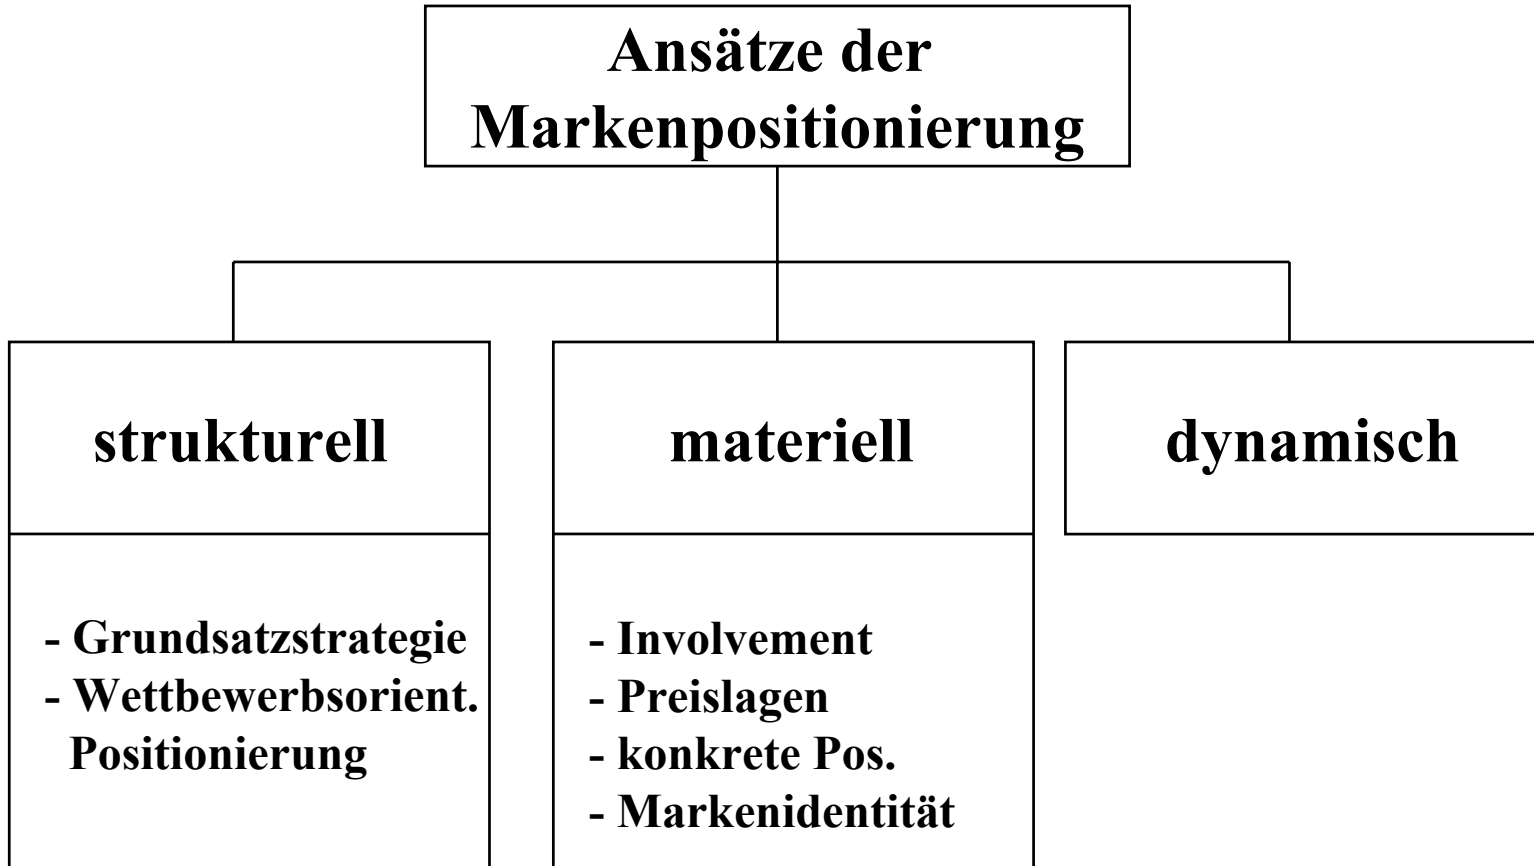 Ansätze der
Markenpositionierung
strukturell
- Grundsatzstrategie
- Wettbewerbsorient.
Positionierung
materiell
- Involvement
- Preislagen
- konkrete Pos.
- Markenidentität
dynamisch